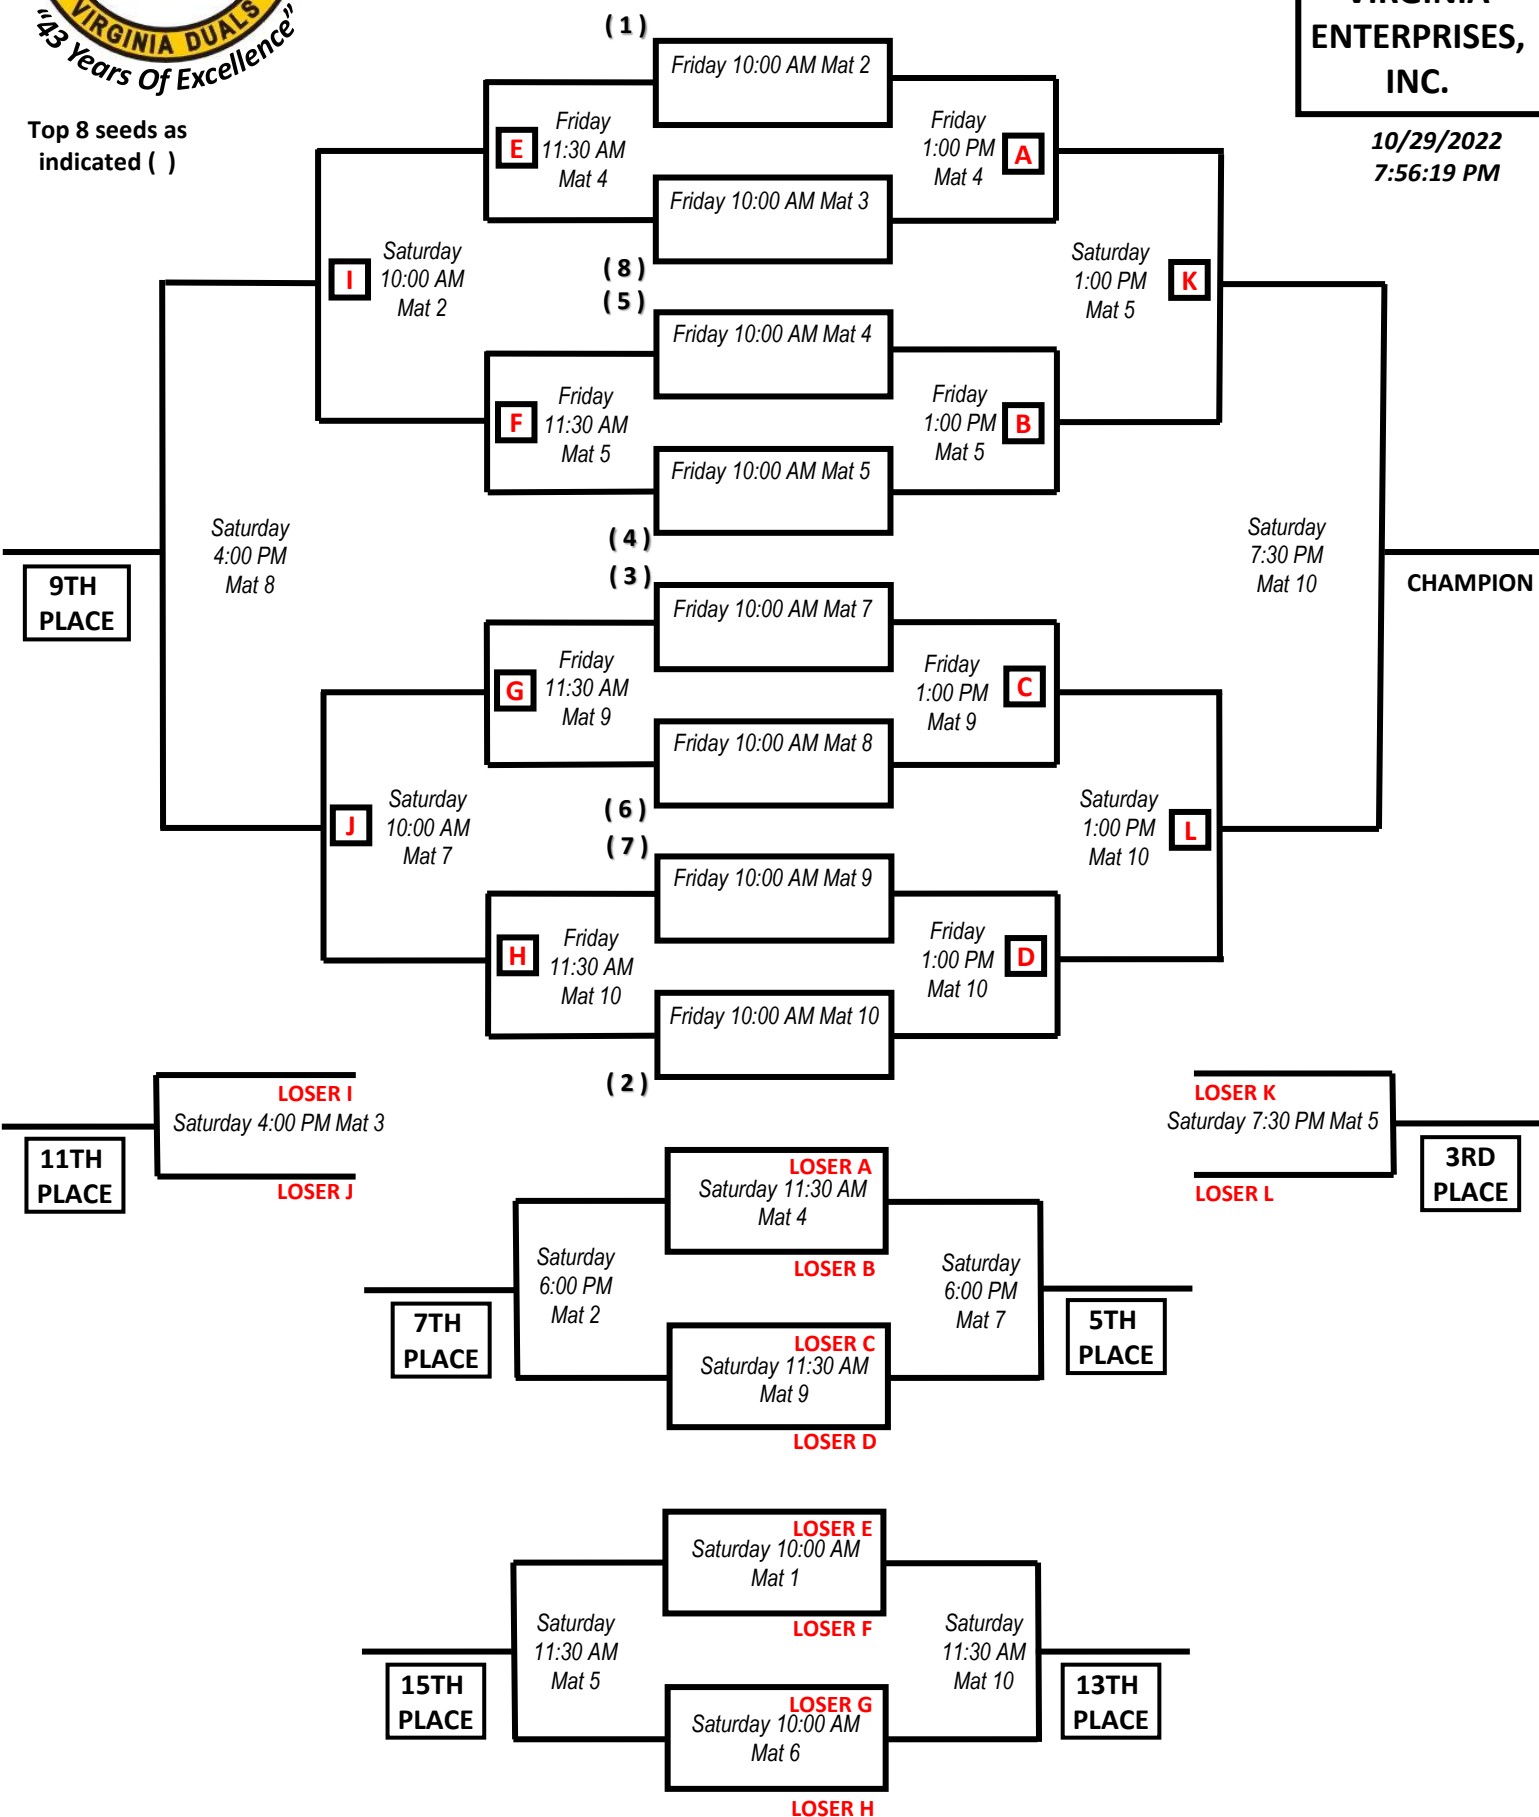 VIRGINIA DUALS
“43 Years Of Excellence”
Top 8 seeds as
indicated ( )
VIRGINIA
ENTERPRISES,
INC.
10/29/2022
7:56:19 PM
( 1 )
Friday 10:00 AM Mat 2
Friday
11:30 AM
Mat 4
E
Friday
1:00 PM
Mat 4
A
Friday 10:00 AM Mat 3
( 8 )
Saturday
10:00 AM
Mat 2
I
Saturday
1:00 PM
Mat 5
K
( 5 )
Friday 10:00 AM Mat 4
Friday
11:30 AM
Mat 5
F
Friday
1:00 PM
Mat 5
B
Friday 10:00 AM Mat 5
( 4 )
Saturday
4:00 PM
Mat 8
9TH
PLACE
Saturday
7:30 PM
Mat 10
CHAMPION
( 3 )
Friday 10:00 AM Mat 7
Friday
11:30 AM
Mat 9
G
Friday
1:00 PM
Mat 9
C
Friday 10:00 AM Mat 8
( 6 )
Saturday
10:00 AM
Mat 7
J
Saturday
1:00 PM
Mat 10
L
( 7 )
Friday 10:00 AM Mat 9
Friday
11:30 AM
Mat 10
H
Friday
1:00 PM
Mat 10
D
Friday 10:00 AM Mat 10
( 2 )
LOSER I
Saturday 4:00 PM Mat 3
LOSER J
11TH
PLACE
LOSER K
Saturday 7:30 PM Mat 5
LOSER L
3RD
PLACE
LOSER A
Saturday 11:30 AM
Mat 4
LOSER B
Saturday
6:00 PM
Mat 2
Saturday
6:00 PM
Mat 7
7TH
PLACE
5TH
PLACE
LOSER C
Saturday 11:30 AM
Mat 9
LOSER D
LOSER E
Saturday 10:00 AM
Mat 1
LOSER F
Saturday
11:30 AM
Mat 5
Saturday
11:30 AM
Mat 10
15TH
PLACE
13TH
PLACE
LOSER G
Saturday 10:00 AM
Mat 6
LOSER H